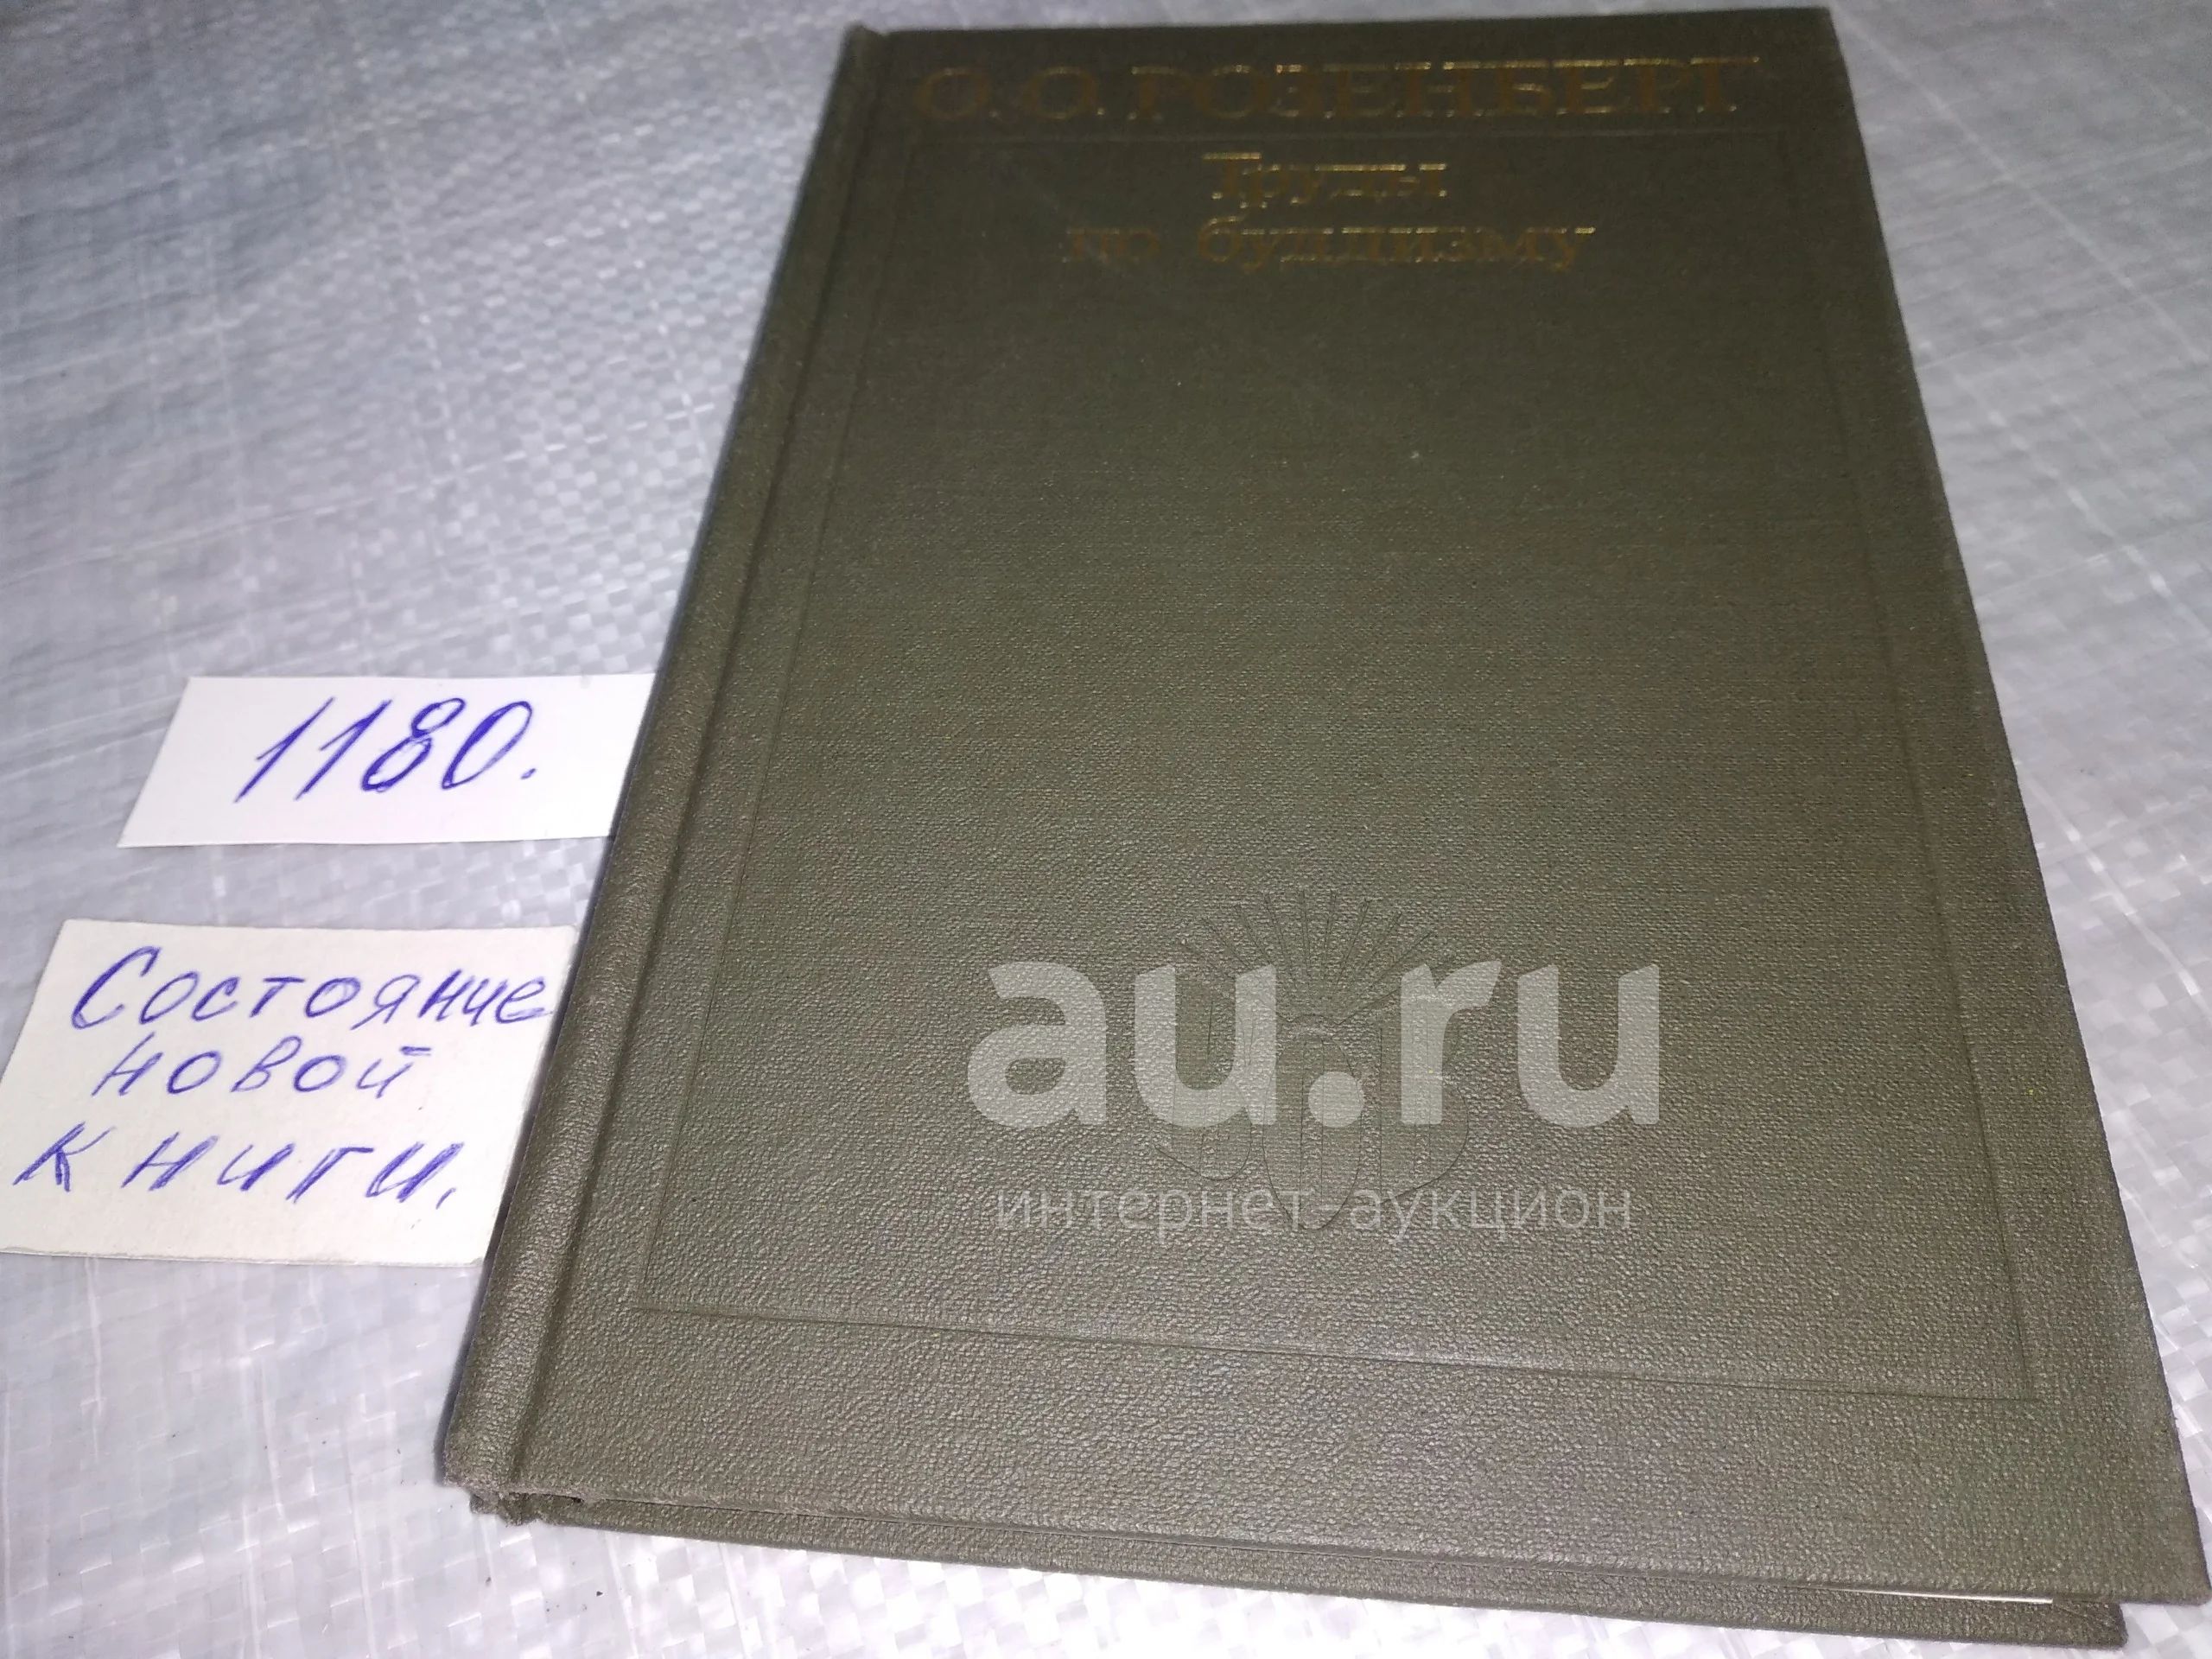 О. О. РОЗЕНБЕРГ
Труды
по буддизму
1180.
Состояние
новой
книги.
au.ru
интернет-аукцион